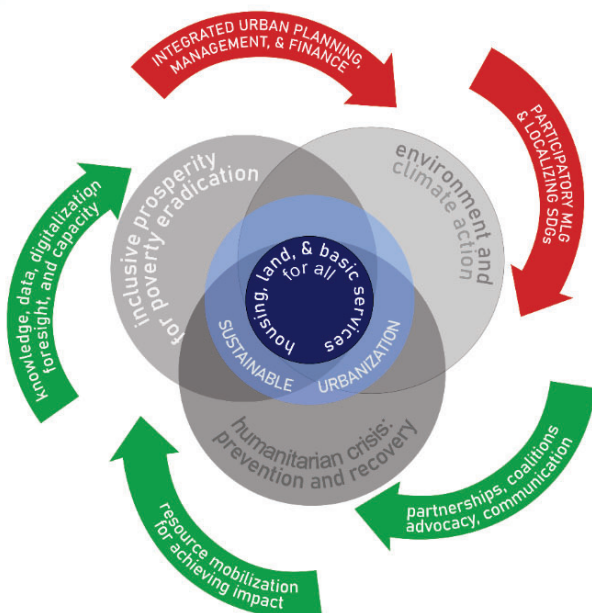 INTEGRATED URBAN PLANNING,
MANAGEMENT, & FINANCE
PARTICIPATORY MLG
& LOCALIZING SDGs
inclusive prosperity
for poverty eradication
environment and
climate action
knowledge, data, digitalization
foresight, and capacity
housing, land, & basic services
for all
SUSTAINABLE URBANIZATION
humanitarian crisis:
prevention and recovery
partnerships, coalitions
advocacy, communication
resource mobilization
for achieving impact